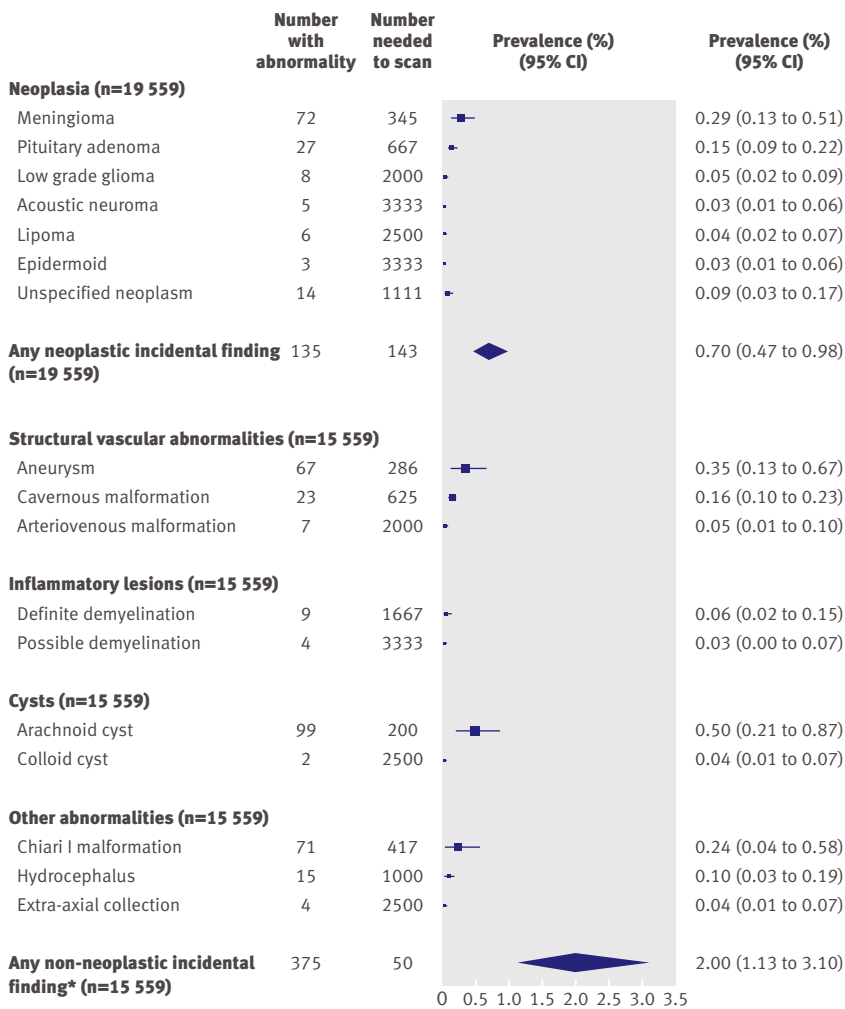 Number with abnormality Number needed to scan Prevalence (%) (95% CI) Prevalence (%) (95% CI)
Neoplasia (n=19 559)
Meningioma 72 345 0.29 (0.13 to 0.51)
Pituitary adenoma 27 667 0.15 (0.09 to 0.22)
Low grade glioma 8 2000 0.05 (0.02 to 0.09)
Acoustic neuroma 5 3333 0.03 (0.01 to 0.06)
Lipoma 6 2500 0.04 (0.02 to 0.07)
Epidermoid 3 3333 0.03 (0.01 to 0.06)
Unspecified neoplasm 14 1111 0.09 (0.03 to 0.17)
Any neoplastic incidental finding 135 143 0.70 (0.47 to 0.98)
(n=19 559)
Structural vascular abnormalities (n=15 559)
Aneurysm 67 286 0.35 (0.13 to 0.67)
Cavernous malformation 23 625 0.16 (0.10 to 0.23)
Arteriovenous malformation 7 2000 0.05 (0.01 to 0.10)
Inflammatory lesions (n=15 559)
Definite demyelination 9 1667 0.06 (0.02 to 0.15)
Possible demyelination 4 3333 0.03 (0.00 to 0.07)
Cysts (n=15 559)
Arachnoid cyst 99 200 0.50 (0.21 to 0.87)
Colloid cyst 2 2500 0.04 (0.01 to 0.07)
Other abnormalities (n=15 559)
Chiari I malformation 71 417 0.24 (0.04 to 0.58)
Hydrocephalus 15 1000 0.10 (0.03 to 0.19)
Extra-axial collection 4 2500 0.04 (0.01 to 0.07)
Any non-neoplastic incidental 375 50 2.00 (1.13 to 3.10)
finding* (n=15 559)
0 0.5 1.0 1.5 2.0 2.5 3.0 3.5